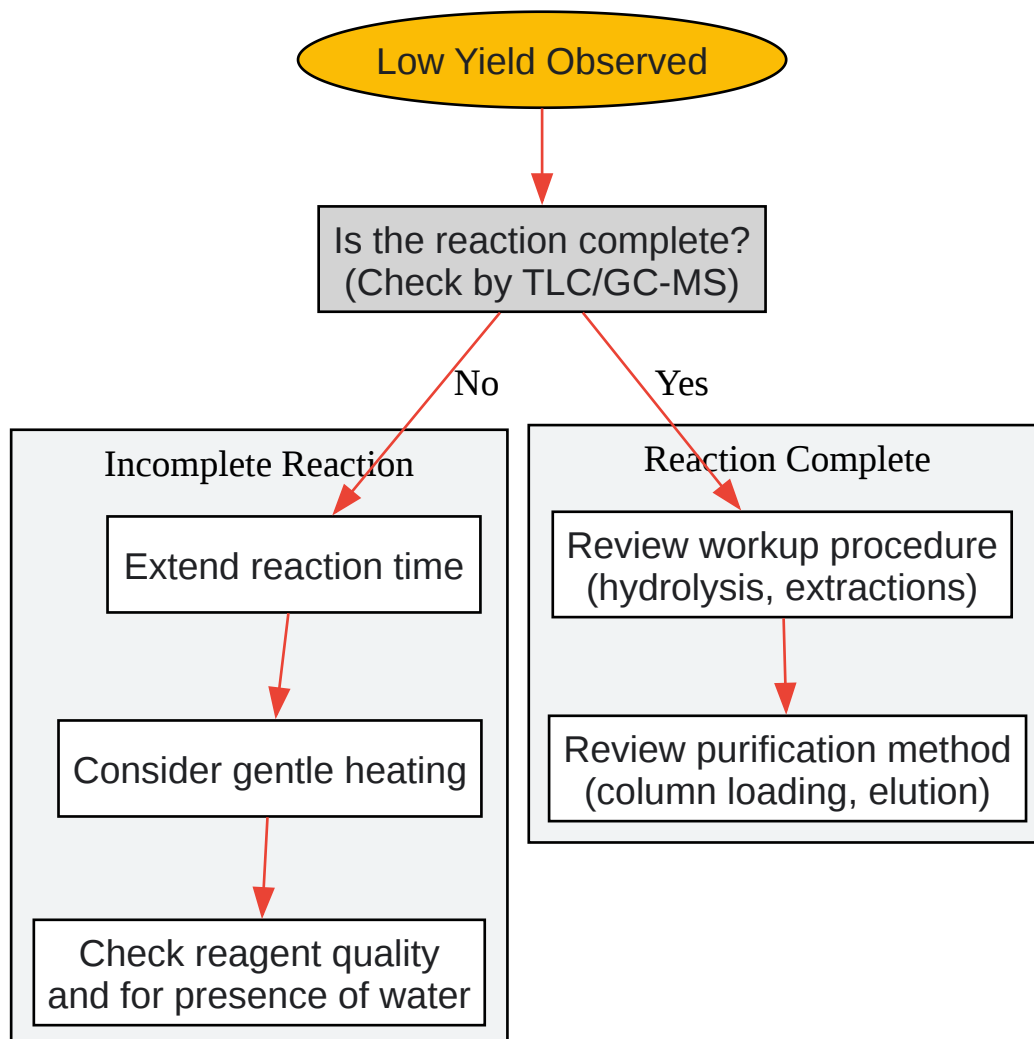 Low Yield Observed
Is the reaction complete?
(Check by TLC/GC-MS)
No
Yes
Incomplete Reaction
Extend reaction time
Consider gentle heating
Check reagent quality
and for presence of water
Reaction Complete
Review workup procedure
(hydrolysis, extractions)
Review purification method
(column loading, elution)